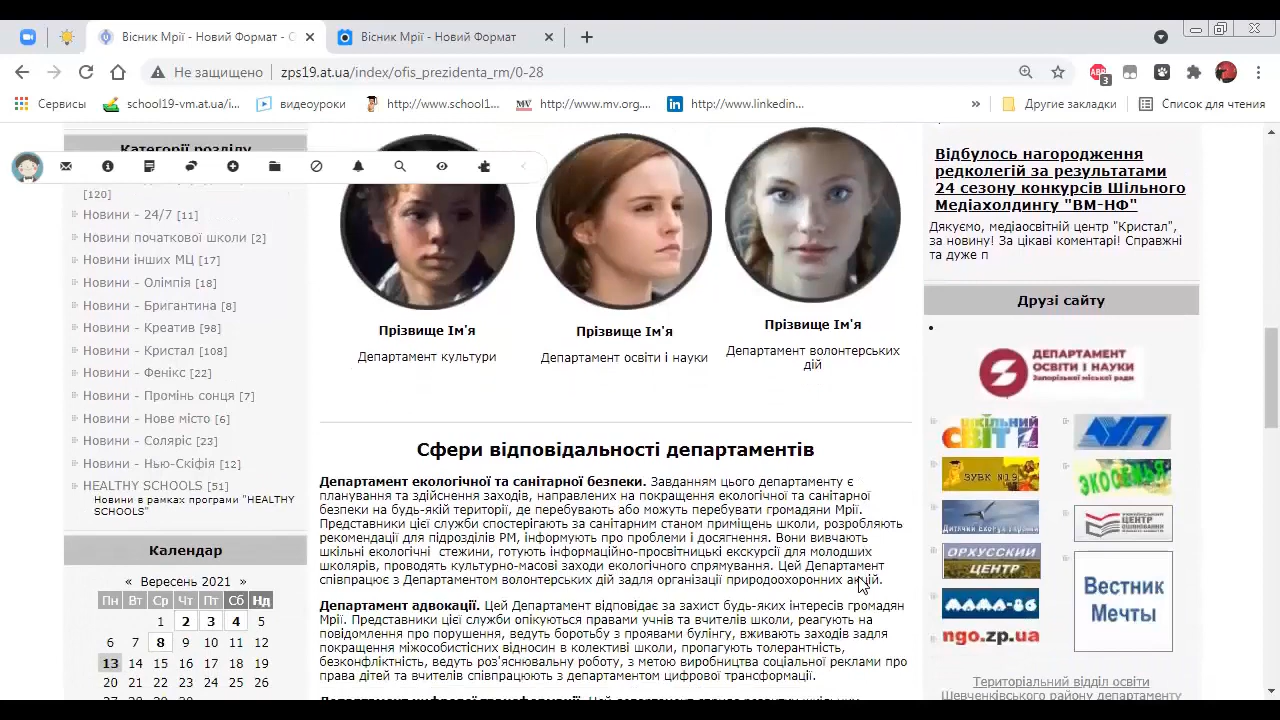 Вісник Мрії - Новий Формат - С
Вісник Мрії - Новий Формат
Не защищено
zps19.at.ua/index/ofis_prezidenta_rm/0-28
3
Сервисы
school19-vm.at.ua/i...
видеоуроки
http://www.school1...
http://www.mv.org....
http://www.linkedin...
»
Другие закладки
Список для чтения
Категорії розділу
[120]
Новини - 24/7 [11]
Новини початкової школи [2]
Новини інших МЦ [17]
Новини - Олімпія [18]
Новини - Бригантина [8]
Новини - Креатив [98]
Новини - Кристал [108]
Новини - Фенікс [22]
Новини - Промінь сонця [7]
Новини - Нове місто [6]
Новини - Соляріс [23]
Новини - Нью-Скіфія [12]
HEALTHY SCHOOLS [51]
Новини в рамках програми "HEALTHY
SCHOOLS"
Календар
« Вересень 2021 »
Пн Вт Ср Чт Пт Сб Нд
1 2 3 4 5
6 7 8 9 10 11 12
13 14 15 16 17 18 19
20 21 22 23 24 25 26
Прізвище Ім'я
Департамент культури
Прізвище Ім'я
Департамент освіти і науки
Прізвище Ім'я
Департамент волонтерських
дій
Сфери відповідальності департаментів
Департамент екологічної та санітарної безпеки. Завданням цього департаменту є
планування та здійснення заходів, направлених на покращення екологічної та санітарної
безпеки на будь-якій території, де перебувають або можуть перебувати громадяни Мрії.
Представники цієї служби спостерігають за санітарним станом приміщень школи, розробляють
рекомендації для підрозділів РМ, інформують про проблеми і досягнення. Вони вивчають
шкільні екологічні стежини, готують інформаційно-просвітницькі екскурсії для молодших
школярів, проводять культурно-масові заходи екологічного спрямування. Цей Департамент
співпрацює з Департаментом волонтерських дій задля організації природоохоронних акцій.
Департамент адвокації. Цей Департамент відповідає за захист будь-яких інтересів громадян
Мрії. Представники цієї служби опікуються правами учнів та вчителів школи, реагують на
повідомлення про порушення, ведуть боротьбу з проявами булінгу, вживають заходів задля
покращення міжособистісних відносин в колективі школи, пропагують толерантність,
безконфліктність, ведуть роз'яснювальну роботу, з метою виробництва соціальної реклами про
права дітей та вчителів співпрацюють з департаментом цифрової трансформації.
Відбулось нагородження
редколегій за результатами
24 сезону конкурсів Шільного
Медіахолдингу "ВМ-НФ"
Дякуємо, медіаосвітній центр "Кристал",
за новину! За цікаві коментарі! Справжні
та дуже п
Друзі сайту
ДЕПАРТАМЕНТ
ОСВІТИ І НАУКИ
Запорізької міської ради
ШКІЛЬНИЙ
СВІТ
ЗУБК №19
ЭКОСЕМЬЯ
ЦЕНТР
ОРХУССКИЙ
ЦЕНТР
Вестник
Мечты
МАМА-86
ngo.zp.ua
Територіальний відділ освіти
Шевченківського району департаменту